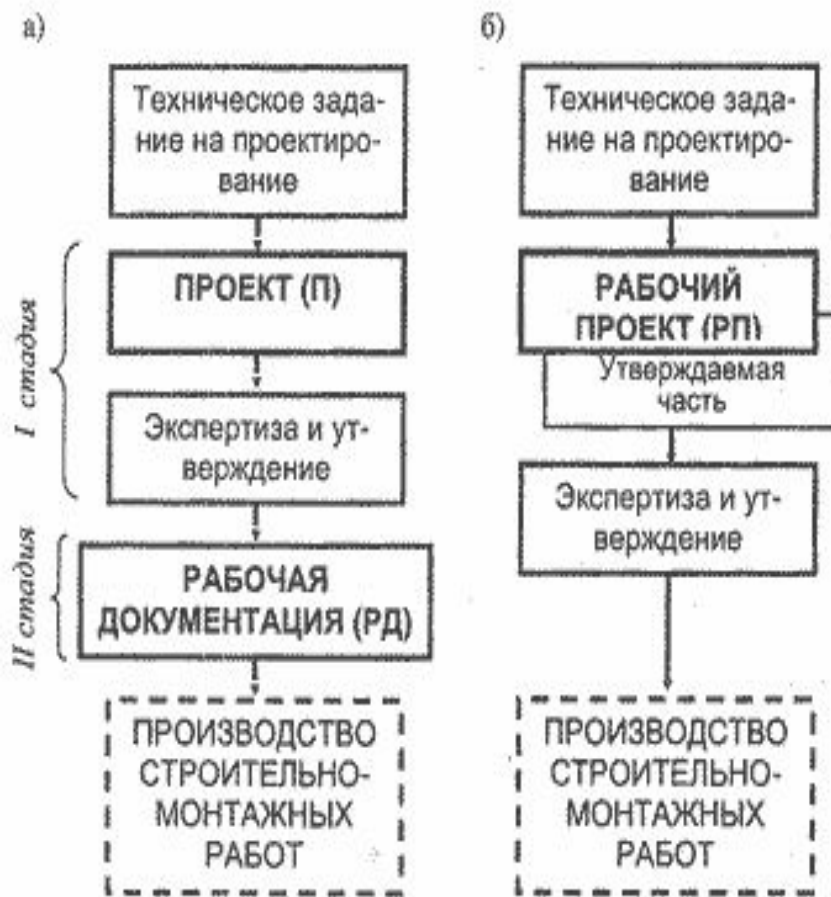 а)
Техническое зада-
ние на проектиро-
вание
I стадия
ПРОЕКТ (П)
Экспертиза и ут-
верждение
II стадия
РАБОЧАЯ
ДОКУМЕНТАЦИЯ (РД)
ПРОИЗВОДСТВО
СТРОИТЕЛЬНО-
МОНТАЖНЫХ
РАБОТ
б)
Техническое зада-
ние на проектиро-
вание
РАБОЧИЙ
ПРОЕКТ (РП)
Утверждаемая
часть
Экспертиза и ут-
верждение
ПРОИЗВОДСТВО
СТРОИТЕЛЬНО-
МОНТАЖНЫХ
РАБОТ